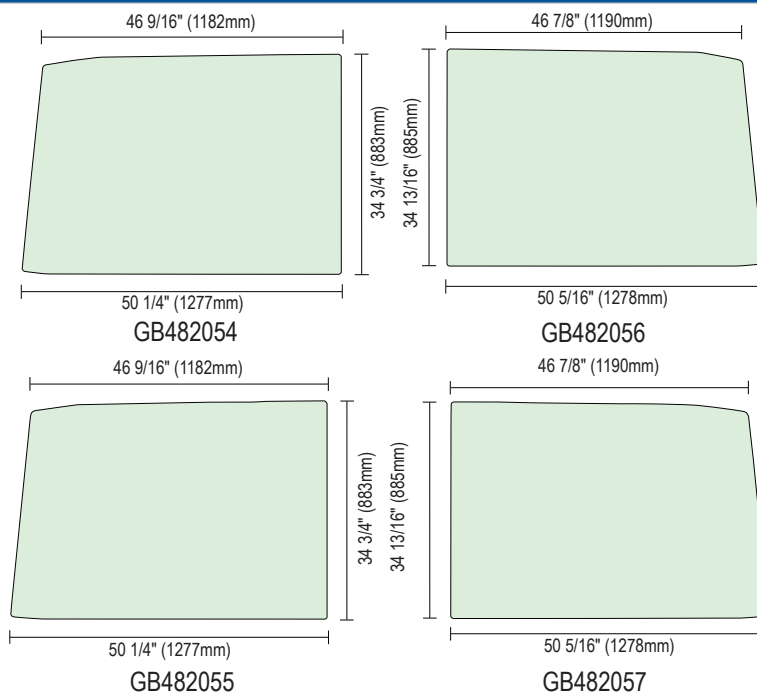 46 9/16" (1182mm)
34 3/4" (883mm)
50 1/4" (1277mm)
GB482054
46 7/8" (1190mm)
34 13/16" (885mm)
50 5/16" (1278mm)
GB482056
46 9/16" (1182mm)
34 3/4" (883mm)
50 1/4" (1277mm)
GB482055
46 7/8" (1190mm)
34 13/16" (885mm)
50 5/16" (1278mm)
GB482057